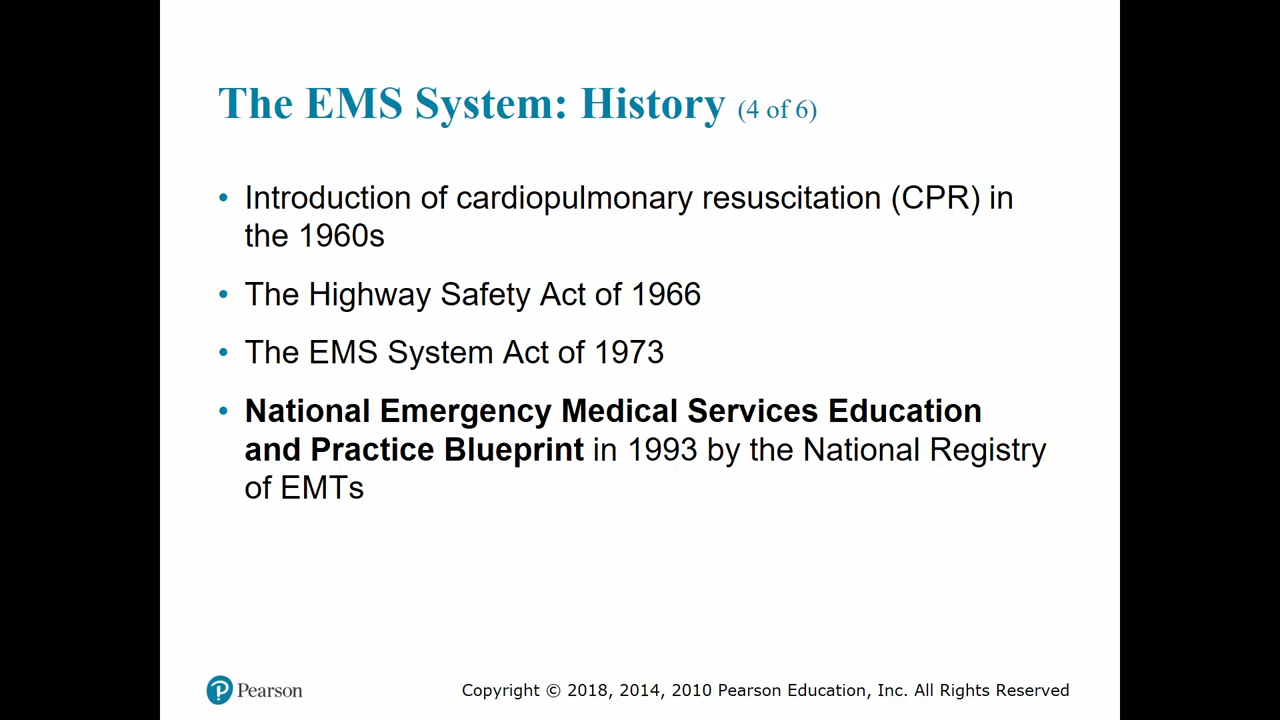 The EMS System: History (4 of 6)
• Introduction of cardiopulmonary resuscitation (CPR) in
the 1960s
• The Highway Safety Act of 1966
• The EMS System Act of 1973
• National Emergency Medical Services Education
and Practice Blueprint in 1993 by the National Registry
of EMTs
P Pearson
Copyright © 2018, 2014, 2010 Pearson Education, Inc. All Rights Reserved